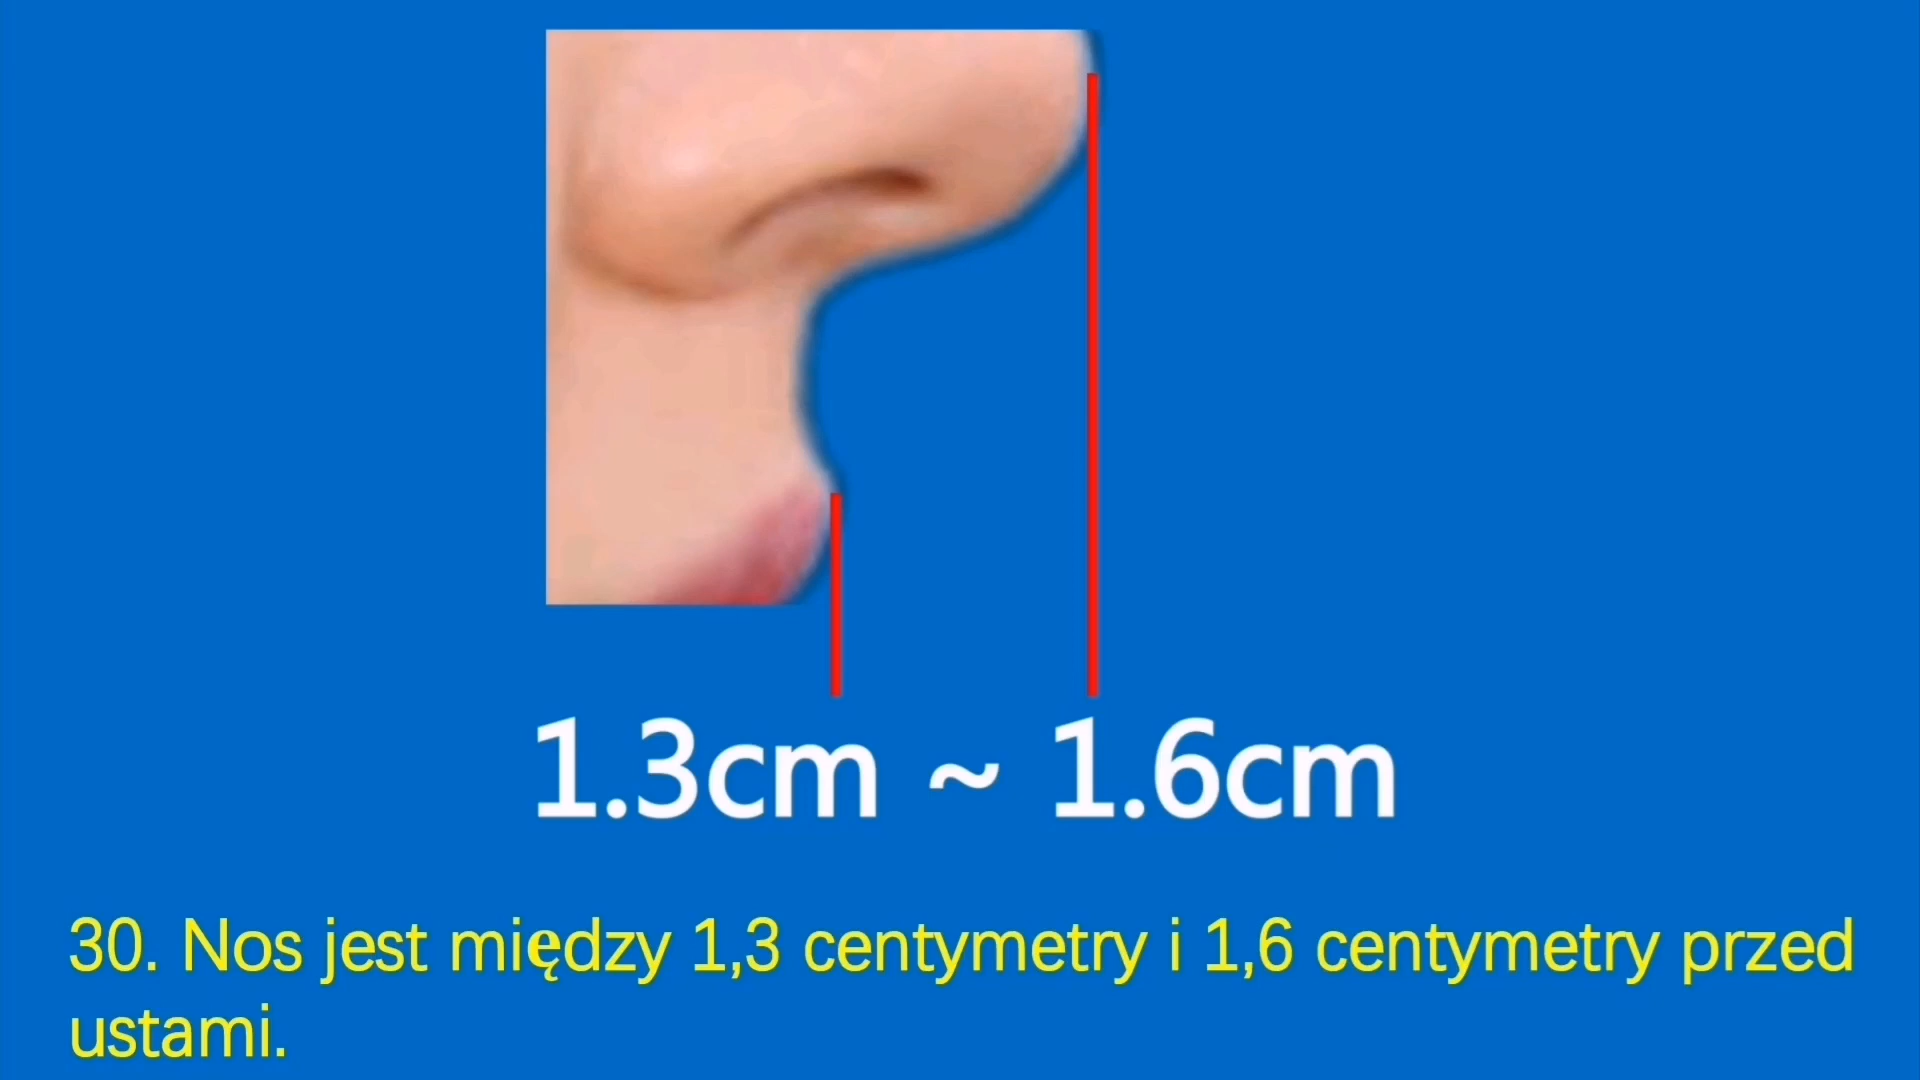 1.3cm ~ 1.6cm
30. Nos jest między 1,3 centymetry i 1,6 centymetry przed
ustami.